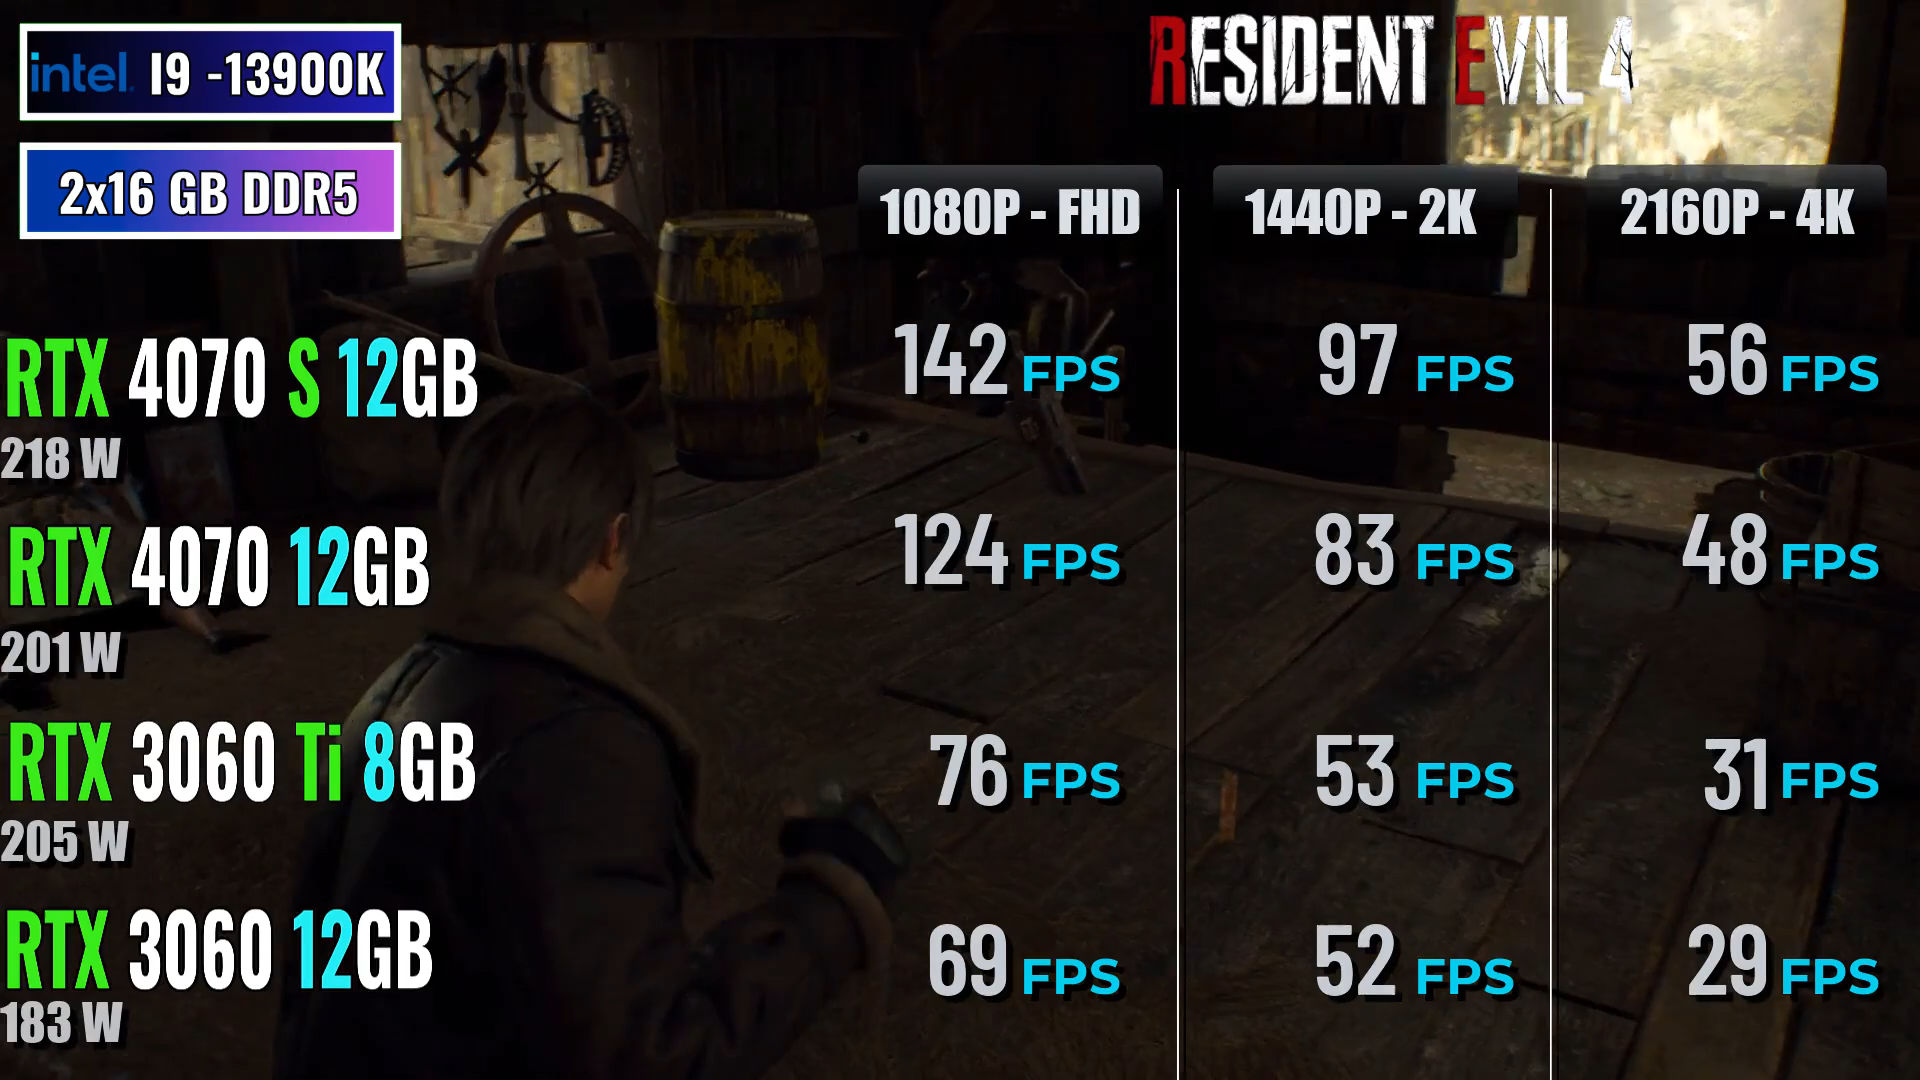 intel. I9 -13900K
RESIDENT EVIL 4
2x16 GB DDR5
1080P - FHD 1440P - 2K 2160P - 4K
RTX 4070 S 12GB 142 FPS 97 FPS 56 FPS
218 W
RTX 4070 12GB 124 FPS 83 FPS 48 FPS
201 W
RTX 3060 Ti 8GB 76 FPS 53 FPS 31 FPS
205 W
RTX 3060 12GB 69 FPS 52 FPS 29 FPS
183 W